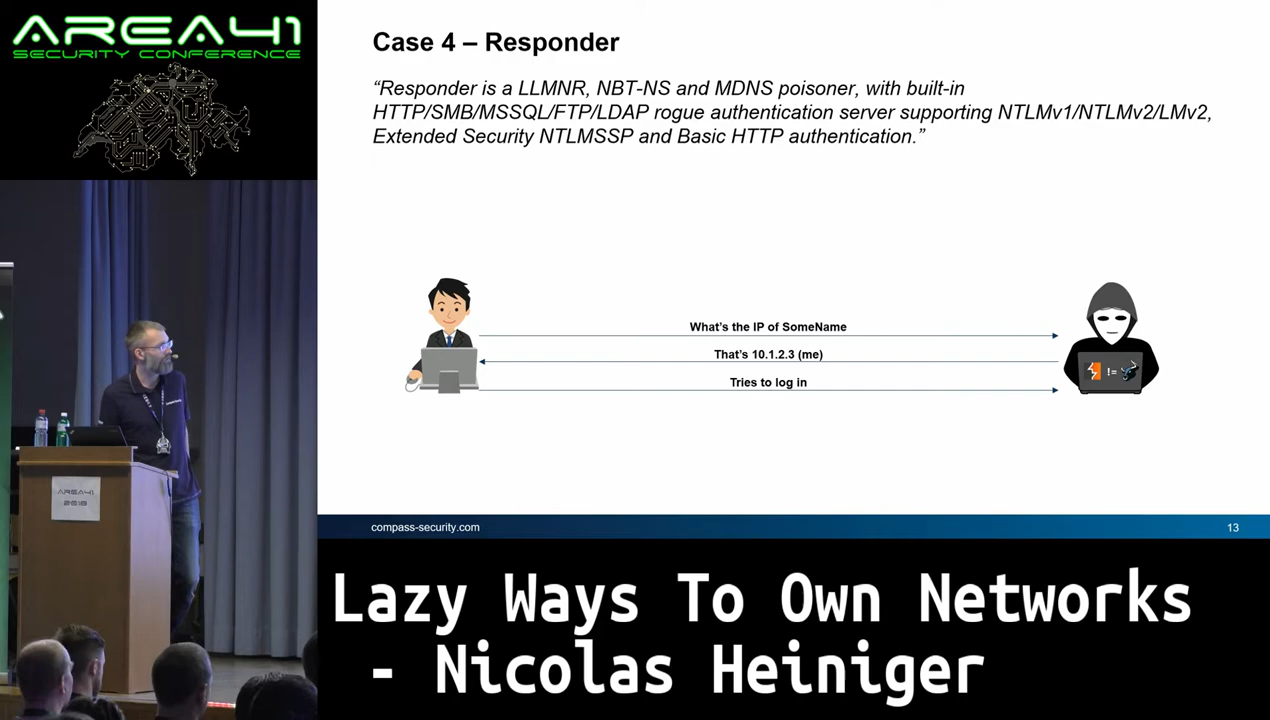 AREA41
SECURITY CONFERENCE
Case 4 – Responder
“Responder is a LLMNR, NBT-NS and MDNS poisoner, with built-in
HTTP/SMB/MSSQL/FTP/LDAP rogue authentication server supporting NTLMv1/NTLMv2/LMv2,
Extended Security NTLMSSP and Basic HTTP authentication.”
What's the IP of SomeName
That's 10.1.2.3 (me)
Tries to log in
!=
AREA41
2018
compass-security.com
13
Lazy Ways To Own Networks
- Nicolas Heiniger